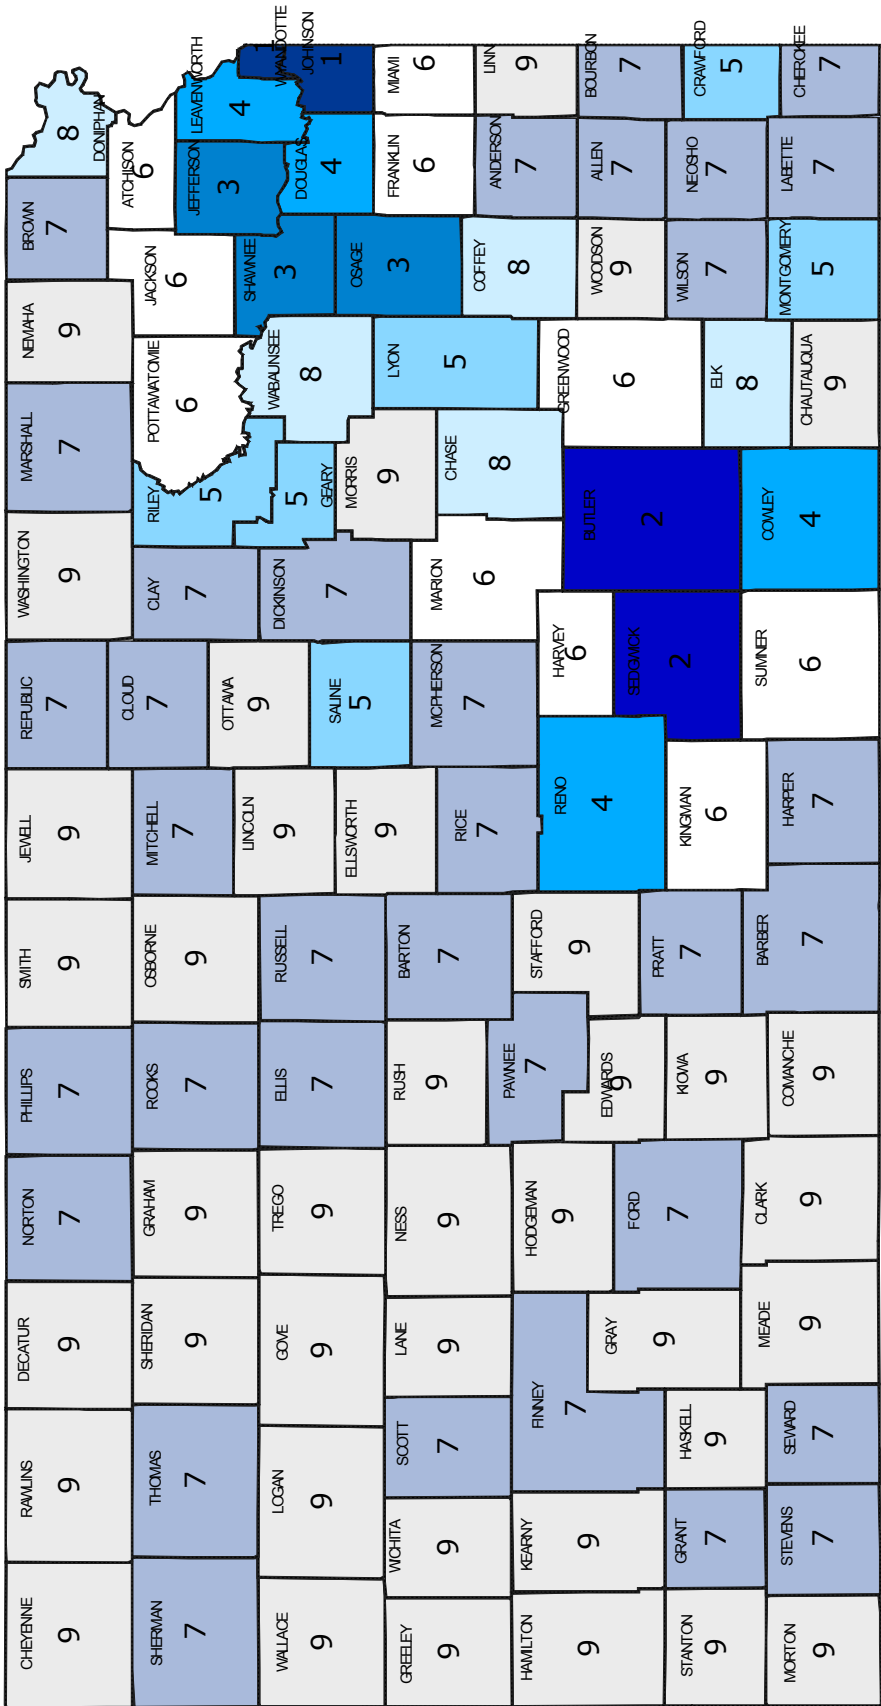 CHEYENNE
9
RAWLINS
9
DECATUR
9
NORTON
7
PHILLIPS
7
SMITH
9
JEWELL
9
REPUBLIC
7
WASHINGTON
9
MARSHALL
7
NEMAHA
9
BROWN
7
DONIPHAN
8
SHERMAN
7
THOMAS
7
SHERIDAN
9
GRAHAM
9
ROOKS
7
OSBORNE
9
MITCHELL
7
CLOUD
7
CLAY
7
RILEY
5
POTTAWATOMIE
6
JACKSON
6
ATCHISON
6
JEFFERSON
3
LEAVENWORTH
4
WYANDOTTE
1
WALLACE
9
LOGAN
9
GOVE
9
TREGO
9
ELLIS
7
RUSSELL
7
LINCOLN
9
OTTAWA
9
DICKINSON
7
GEARY
5
WABAUNSEE
8
SHAWNEE
3
DOUGLAS
4
JOHNSON
1
ELLSWORTH
9
SALINE
5
MORRIS
9
OSAGE
3
GREELEY
9
WICHITA
9
SCOTT
7
LANE
9
NESS
9
RUSH
9
BARTON
7
RICE
7
MCPHERSON
7
MARION
6
CHASE
8
LYON
5
FRANKLIN
6
MIAMI
6
HAMILTON
9
KEARNY
9
FINNEY
7
HODGEMAN
9
PAWNEE
7
STAFFORD
9
RENO
4
HARVEY
6
COFFEY
8
ANDERSON
7
LINN
9
GRAY
9
FORD
7
EDWARDS
9
SEDGWICK
2
BUTLER
2
GREENWOOD
6
WOODSON
9
ALLEN
7
BOURBON
7
STANTON
9
GRANT
7
HASKELL
9
KIOWA
9
PRATT
7
KINGMAN
6
WILSON
7
NEOSHO
7
CRAWFORD
5
MORTON
9
STEVENS
7
SEWARD
7
MEADE
9
CLARK
9
COMANCHE
9
BARBER
7
HARPER
7
SUMNER
6
COWLEY
4
ELK
8
CHAUTAUQUA
9
MONTGOMERY
5
LABETTE
7
CHEROKEE
7